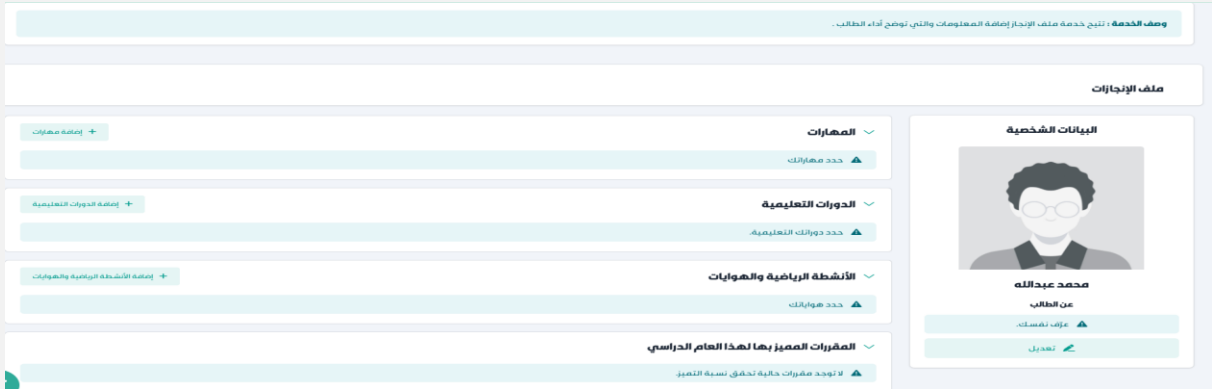 وصف الخدمة : تتيح خدمة ملف الإنجاز إضافة المعلومات والتي توضح أداء الطالب .
ملف الإنجازات
البيانات الشخصية
محمد عبدالله
عن الطالب
عرّف نفسك.
تعديل
المهارات
إضافة مهارات +
حدد مهاراتك
الدورات التعليمية
إضافة الدورات التعليمية +
حدد دوراتك التعليمية.
الأنشطة الرياضية والهوايات
إضافة الأنشطة الرياضية والهوايات +
حدد هواياتك
المقررات المميز بها لهذا العام الدراسي
لا توجد مقررات حالية تحقق نسبة التميز.